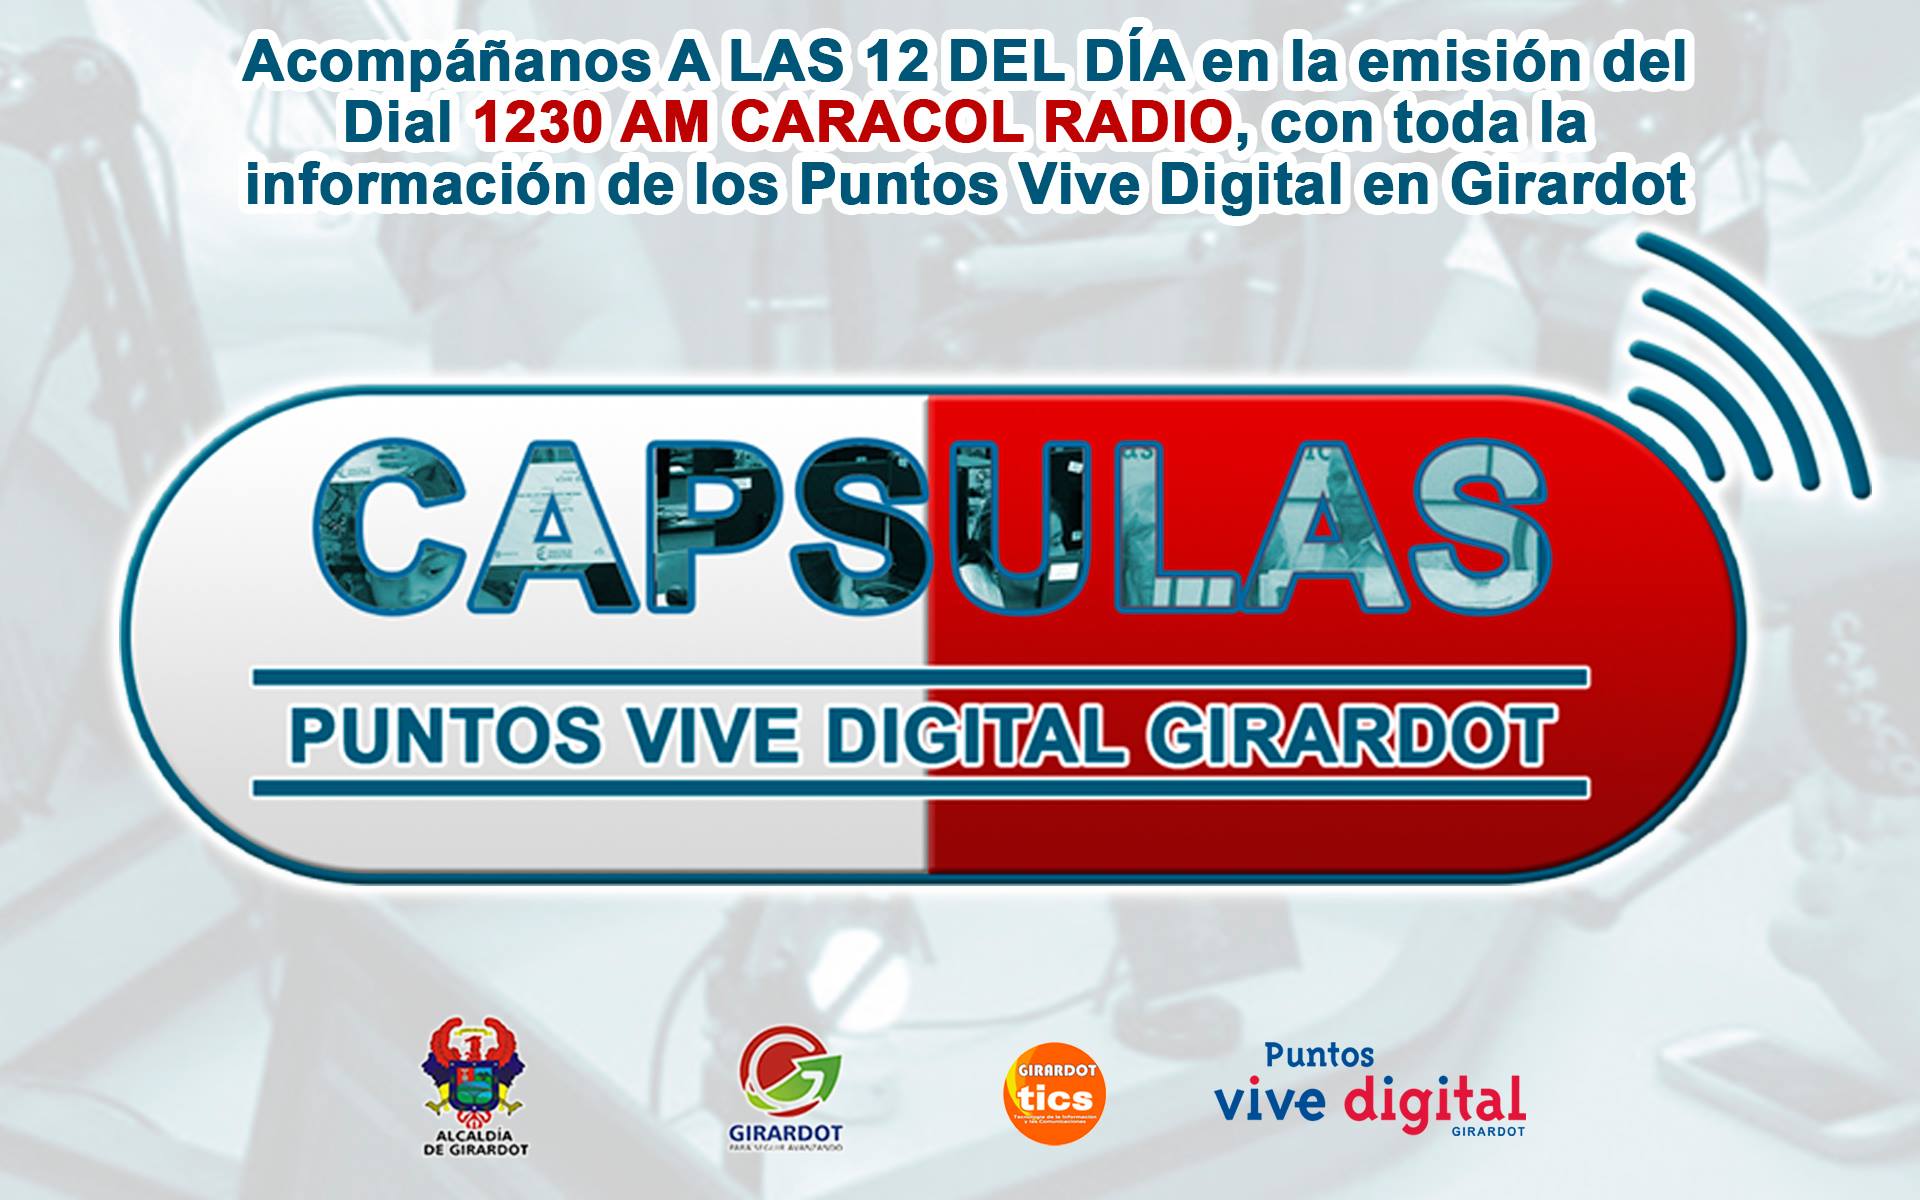 Acompáñanos A LAS 12 DEL DÍA en la emisión del
Dial 1230 AM CARACOL RADIO, con toda la
información de los Puntos Vive Digital en Girardot
CAPSULAS
PUNTOS VIVE DIGITAL GIRARDOT
CARACOL
ALCALDÍA
DE GIRARDOT
GIRARDOT
PARA SEGUIR AVANZANDO
GIRARDOT
tics
Tecnología de la Información
y las Comunicaciones
Puntos
vive digital
GIRARDOT